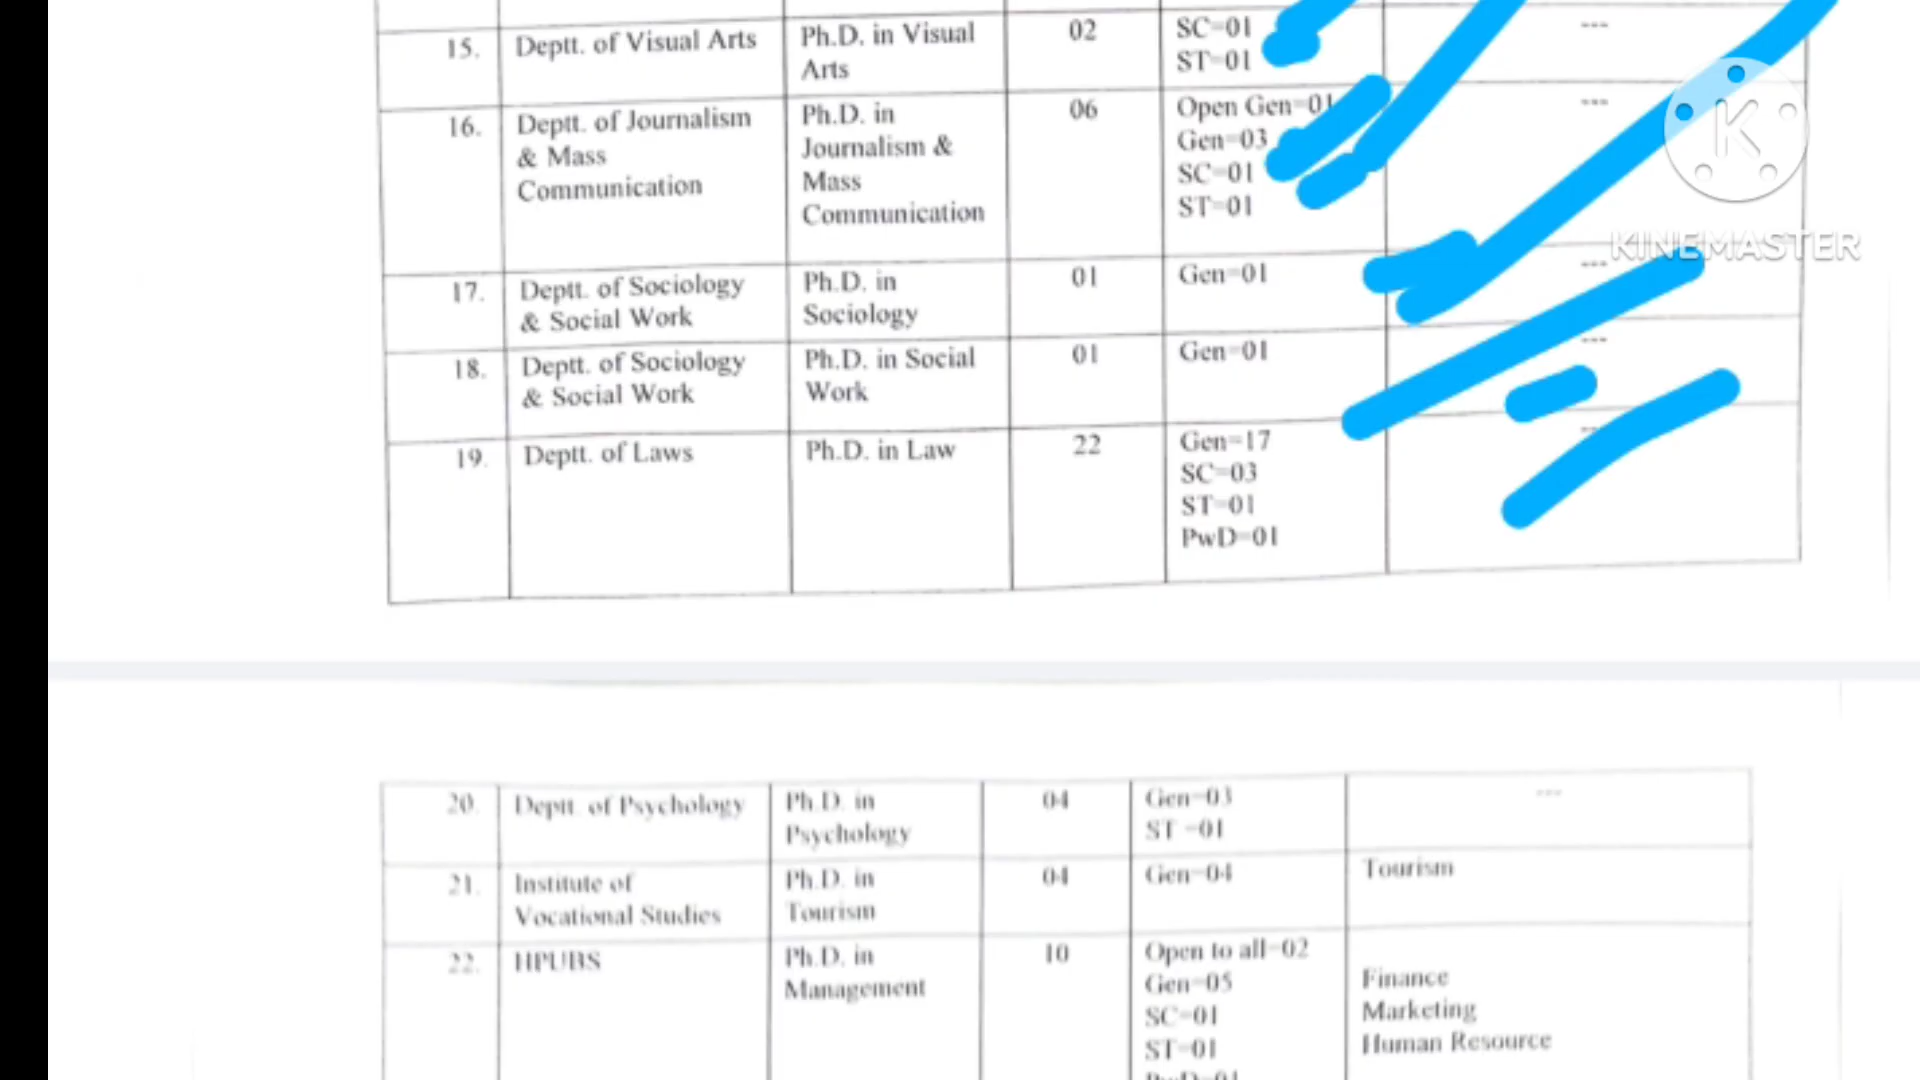 15. Deptt. of Visual Arts Ph.D. in Visual Arts 02 SC=01 ST=01 ---
16. Deptt. of Journalism & Mass Communication Ph.D. in Journalism & Mass Communication 06 Open Gen=01 Gen=03 SC=01 ST=01 ---
17. Deptt. of Sociology & Social Work Ph.D. in Sociology 01 Gen=01 ---
18. Deptt. of Sociology & Social Work Ph.D. in Social Work 01 Gen=01 ---
19. Deptt. of Laws Ph.D. in Law 22 Gen=17 SC=03 ST=01 PwD=01
20. Deptt. of Psychology Ph.D. in Psychology 04 Gen=03 ST =01 ---
21. Institute of Vocational Studies Ph.D. in Tourism 04 Gen=04 Tourism
22. HPUBS Ph.D. in Management 10 Open to all=02 Gen=05 SC=01 ST=01 PwD=01 Finance Marketing Human Resource
K
KINEMASTER